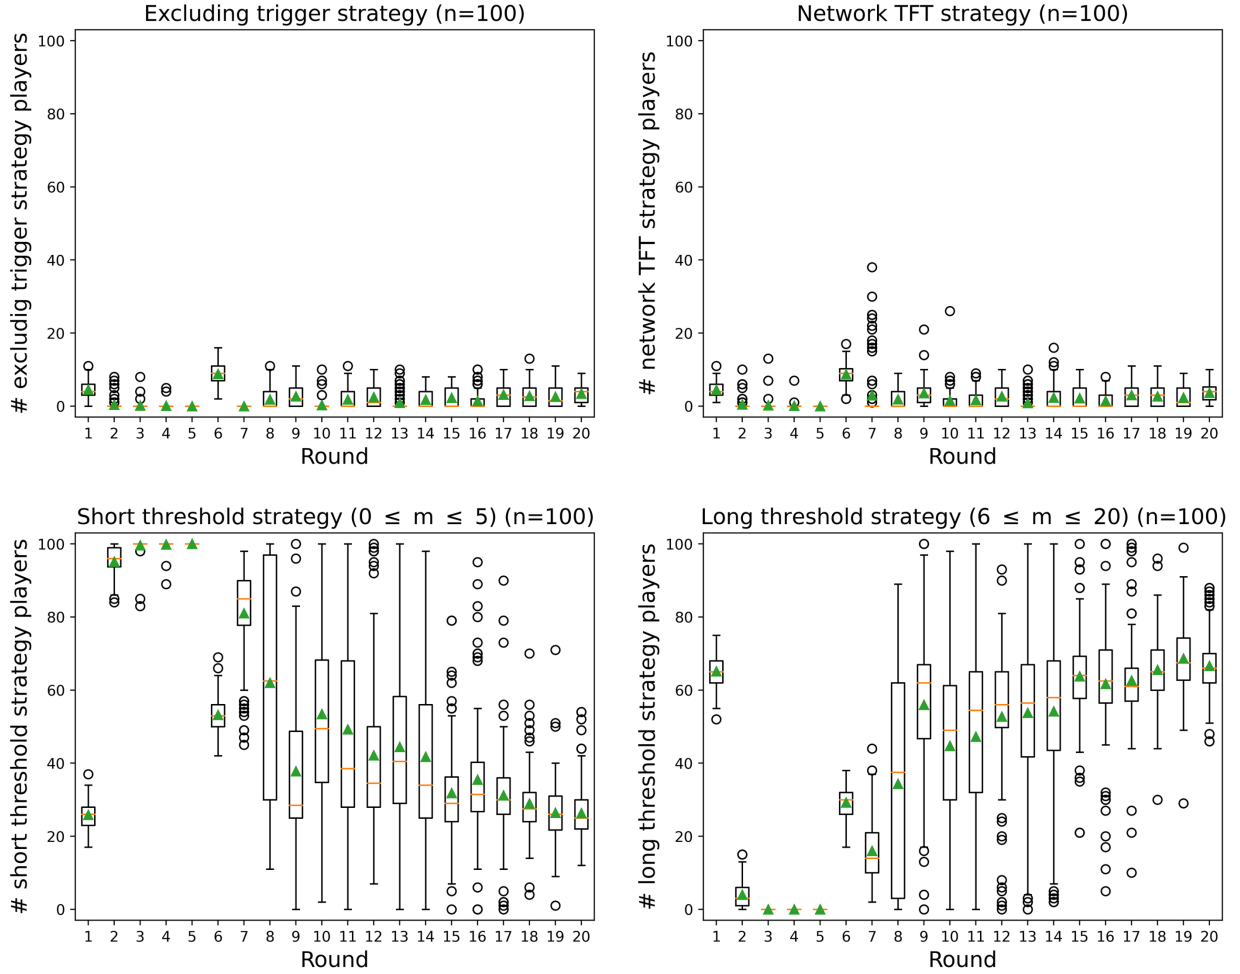 Excluding trigger strategy (n=100)
# excludig trigger strategy players
100
80
60
40
20
0
1 2 3 4 5 6 7 8 9 10 11 12 13 14 15 16 17 18 19 20
Round
Network TFT strategy (n=100)
# network TFT strategy players
100
80
60
40
20
0
1 2 3 4 5 6 7 8 9 10 11 12 13 14 15 16 17 18 19 20
Round
Short threshold strategy (0 ≤ m ≤ 5) (n=100)
# short threshold strategy players
100
80
60
40
20
0
1 2 3 4 5 6 7 8 9 10 11 12 13 14 15 16 17 18 19 20
Round
Long threshold strategy (6 ≤ m ≤ 20) (n=100)
# long threshold strategy players
100
80
60
40
20
0
1 2 3 4 5 6 7 8 9 10 11 12 13 14 15 16 17 18 19 20
Round